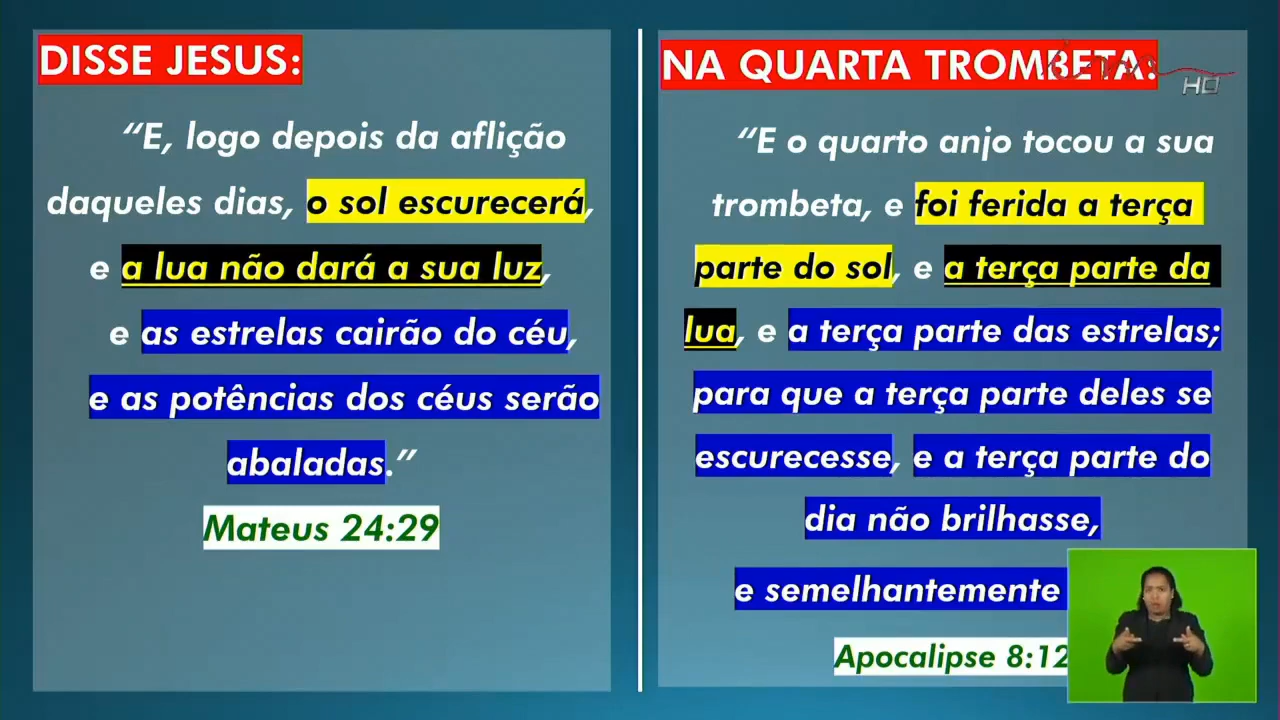 DISSE JESUS:
“E, logo depois da aflição
daqueles dias, o sol escurecerá,
e a lua não dará a sua luz,
e as estrelas cairão do céu,
e as potências dos céus serão
abaladas.”
Mateus 24:29
NA QUARTA TROMBETA:
“E o quarto anjo tocou a sua
trombeta, e foi ferida a terça
parte do sol, e a terça parte da
lua, e a terça parte das estrelas;
para que a terça parte deles se
escurecesse, e a terça parte do
dia não brilhasse,
e semelhantemente
Apocalipse 8:12
HD